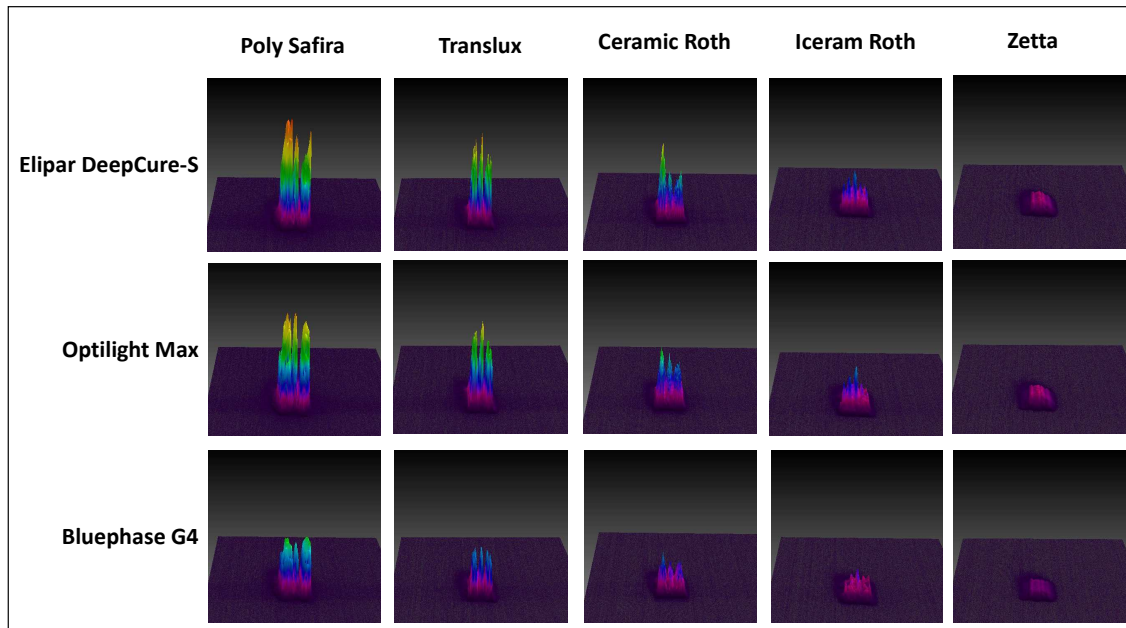 Poly Safira Translux Ceramic Roth Iceram Roth Zetta
Elipar DeepCure-S
Optilight Max
Bluephase G4